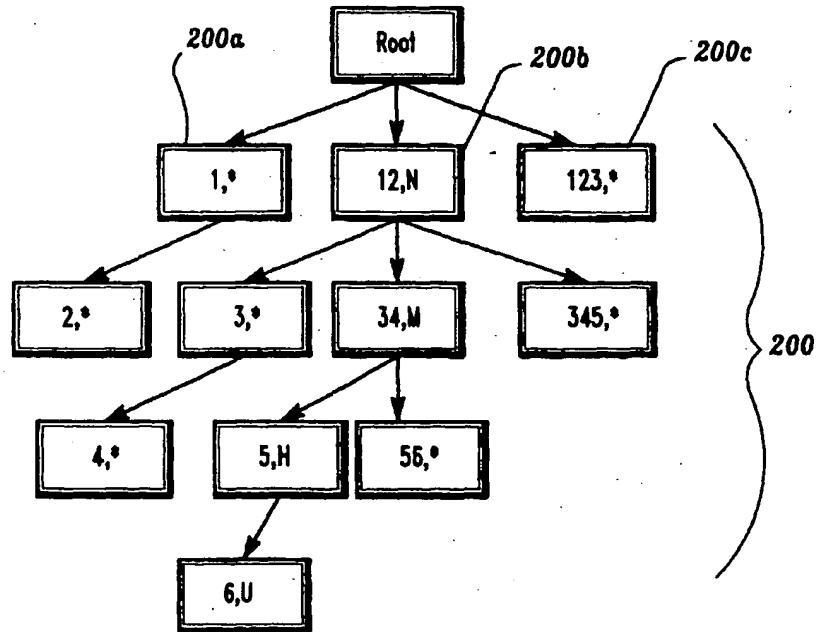 200a
Root
200b
200c
1,*
12,N
123,*
2,*
3,*
34,M
345,*
200
4,*
5,H
56,*
6,U